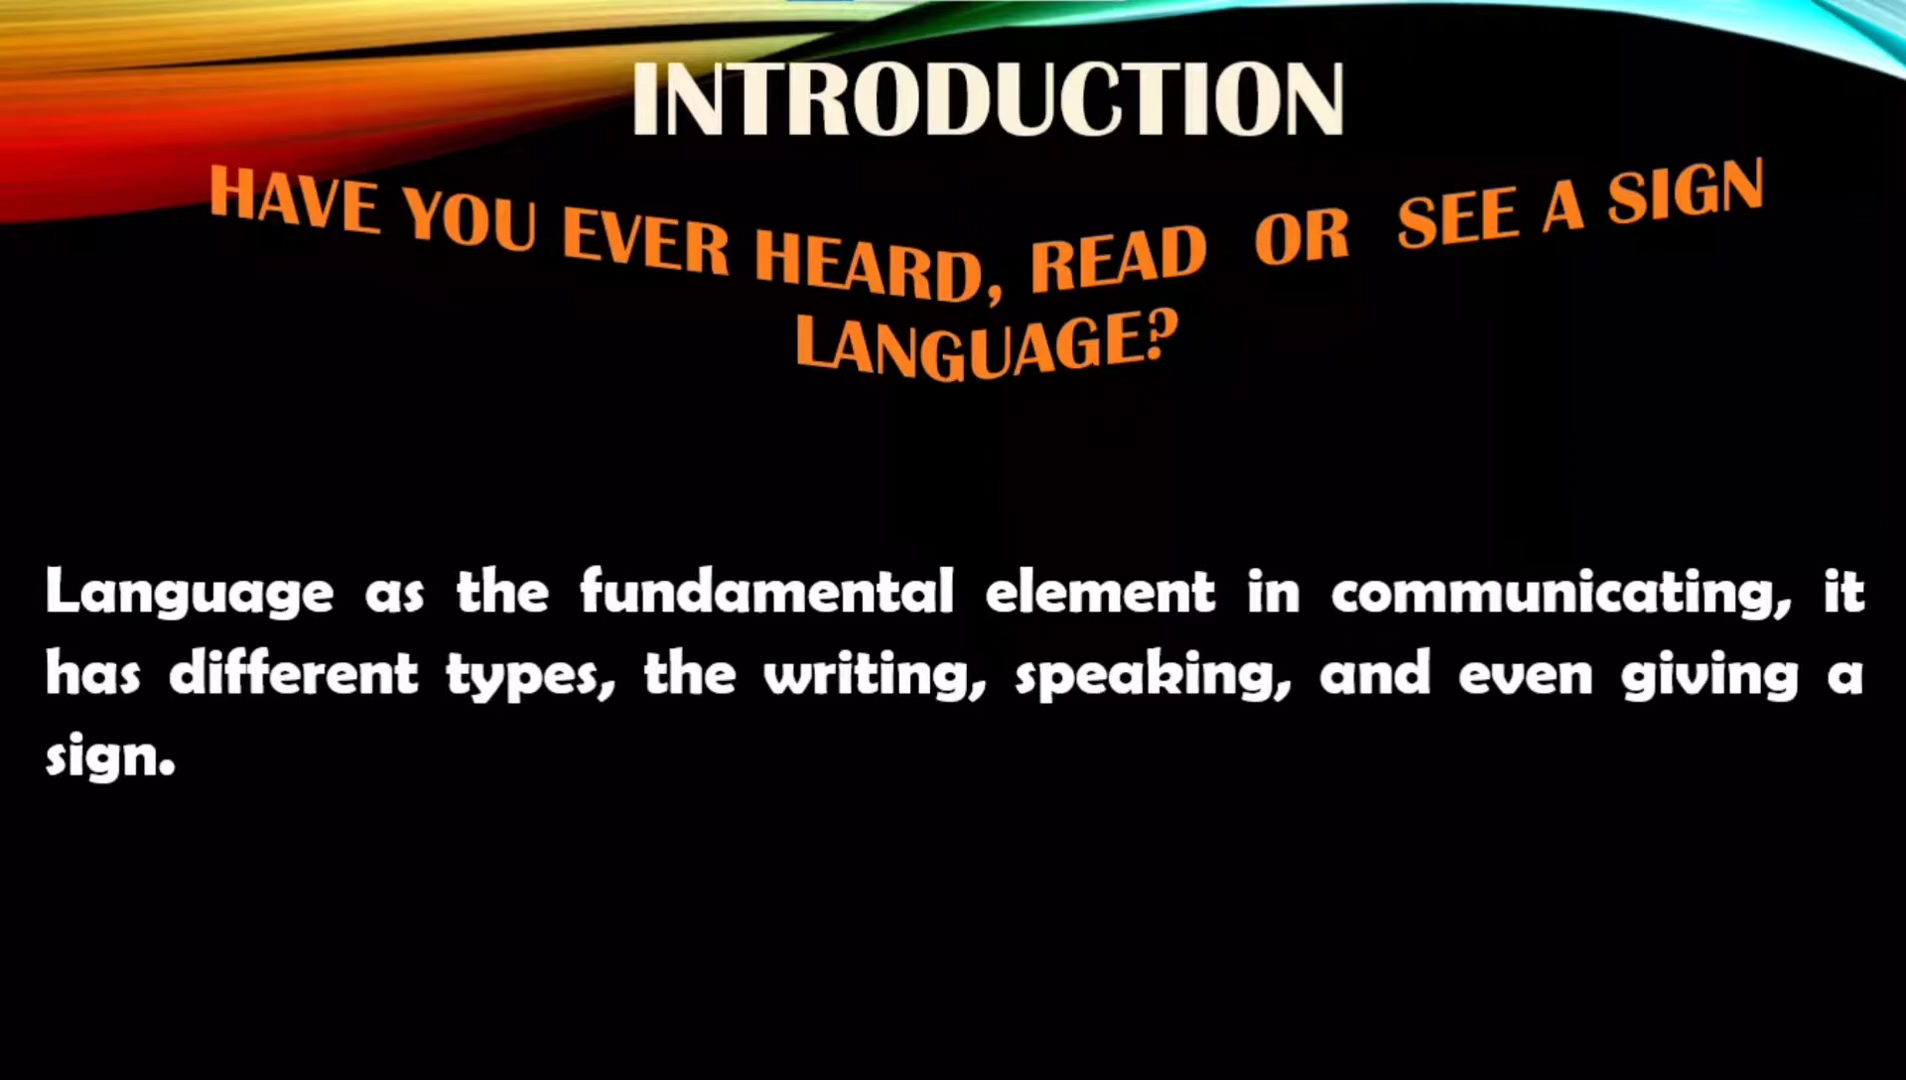 INTRODUCTION
HAVE YOU EVER HEARD, READ OR SEE A SIGN
LANGUAGE?
Language as the fundamental element in communicating, it
has different types, the writing, speaking, and even giving a
sign.